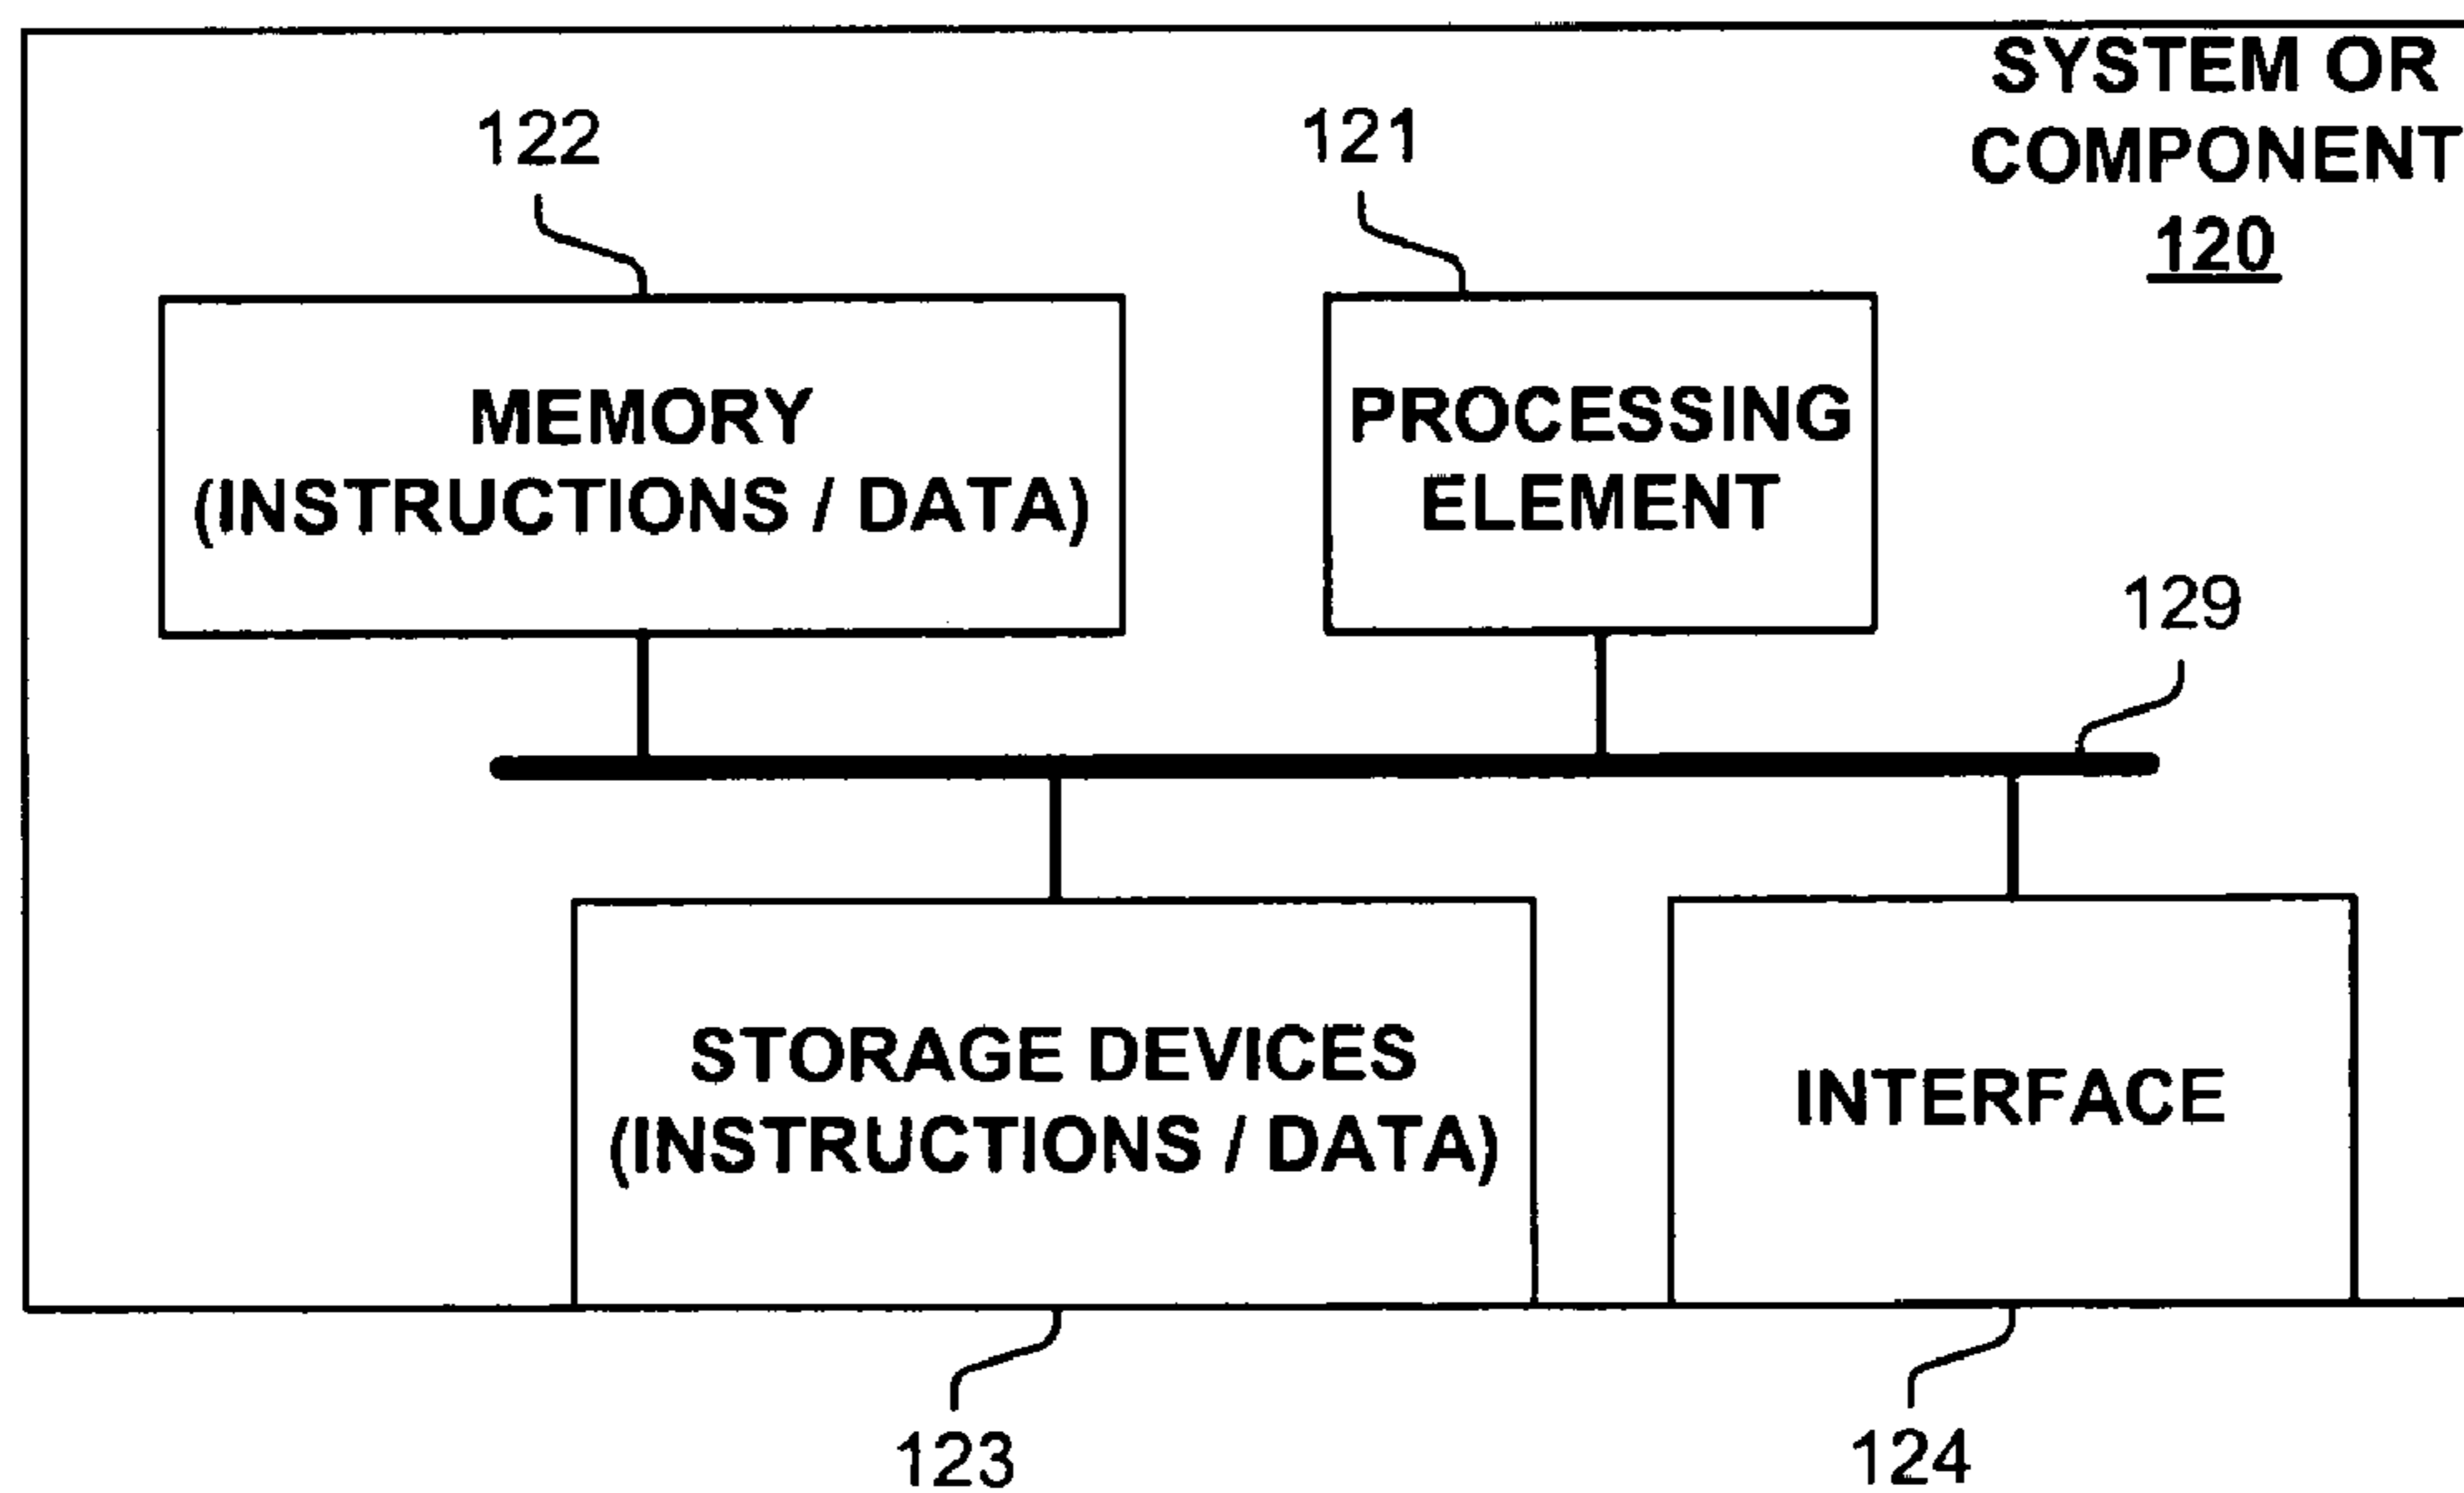 SYSTEM OR
COMPONENT
120
122
121
MEMORY
(INSTRUCTIONS / DATA)
PROCESSING
ELEMENT
129
STORAGE DEVICES
(INSTRUCTIONS / DATA)
INTERFACE
123
124